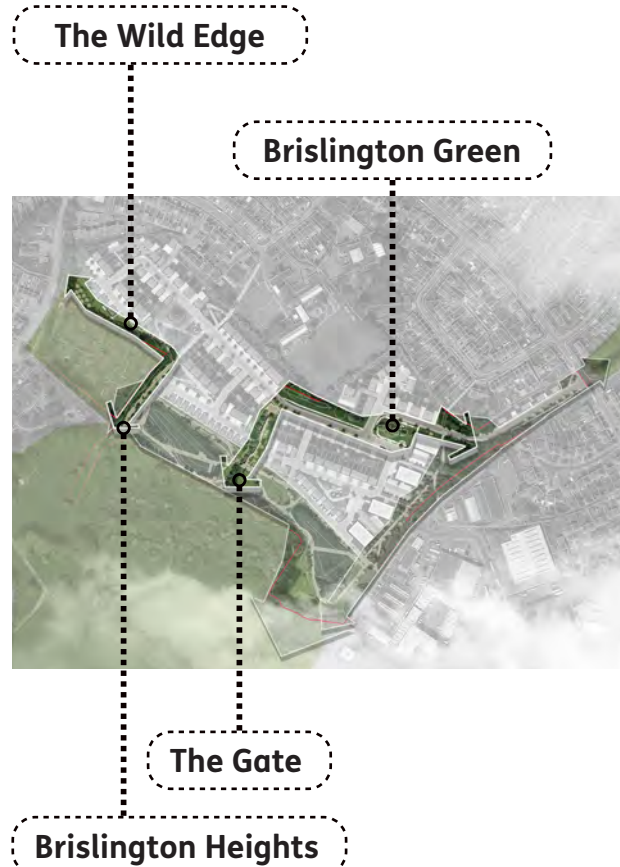 The Wild Edge
Brislington Green
The Gate
Brislington Heights